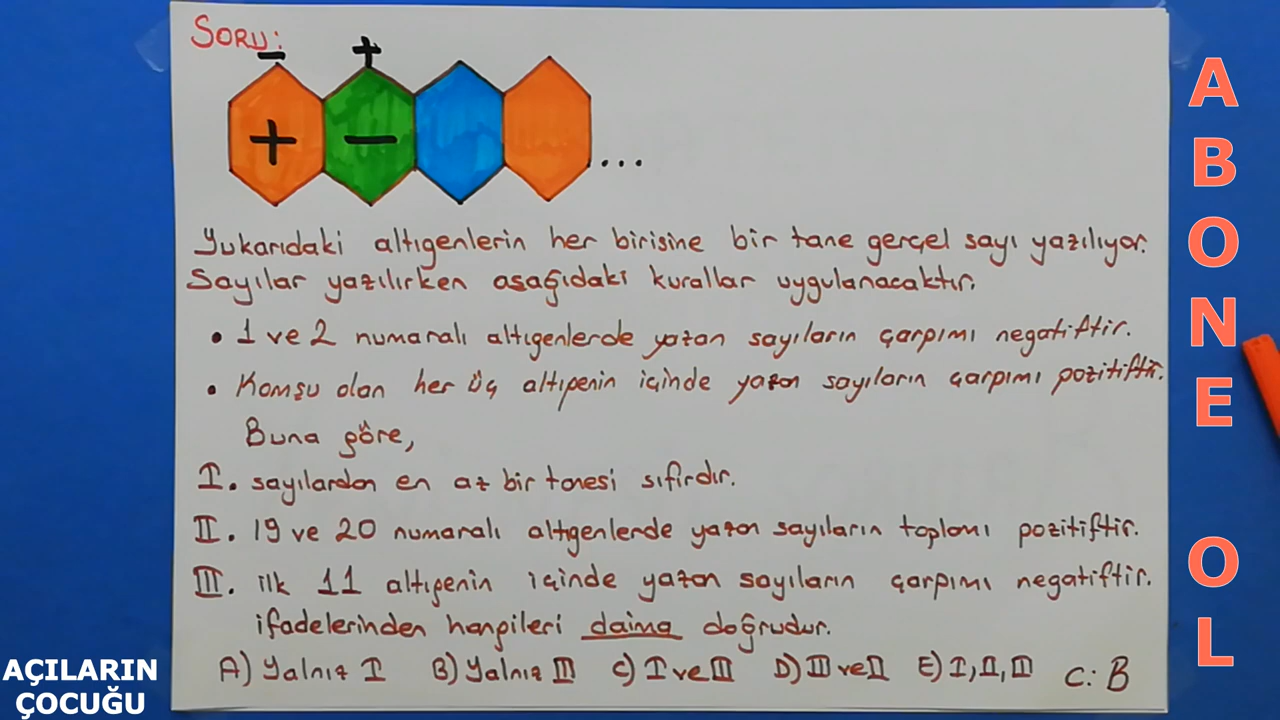 SORU:
- +
+ -
...
Yukarıdaki altıgenlerin her birisine bir tane gerçel sayı yazılıyor.
Sayılar yazılırken aşağıdaki kurallar uygulanacaktır.
• 1 ve 2 numaralı altıgenlerde yazan sayıların çarpımı negatiftir.
• Komşu olan her üç altıgenin içinde yazan sayıların çarpımı pozitiftir.
Buna göre,
I. sayılardan en az bir tanesi sıfırdır.
II. 19 ve 20 numaralı altıgenlerde yazan sayıların toplamı pozitiftir.
III. ilk 11 altıgenin içinde yazan sayıların çarpımı negatiftir.
ifadelerinden hangileri daima doğrudur.
A) Yalnız I B) Yalnız III C) I ve III D) III ve II E) I, II, III C: B
ABONE OL
AÇILARIN
ÇOCUĞU